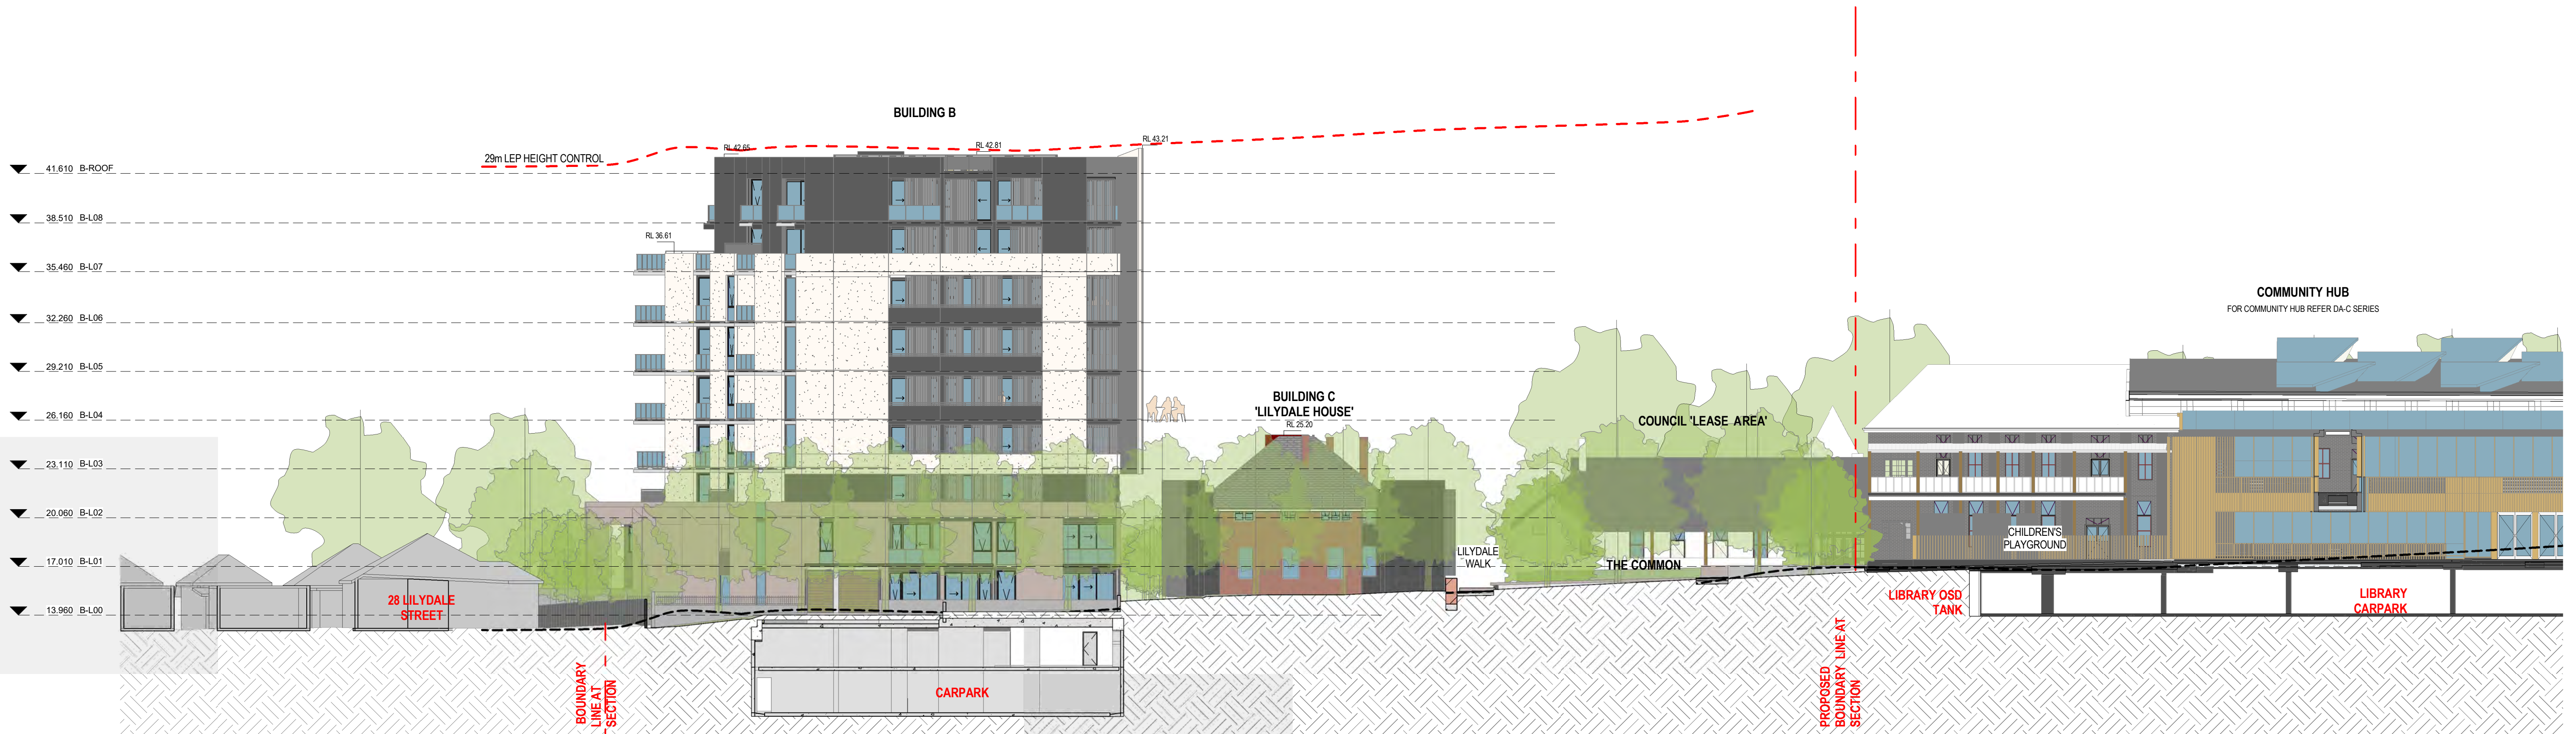 BUILDING B
RL 43.21
RL 42.65
RL 42.81
29m LEP HEIGHT CONTROL
41.610 B-ROOF
38.510 B-L08
RL 36.61
35.460 B-L07
32.260 B-L06
COMMUNITY HUB
FOR COMMUNITY HUB REFER DA-C SERIES
29.210 B-L05
26.160 B-L04
BUILDING C
'LILYDALE HOUSE'
RL 25.20
COUNCIL 'LEASE AREA'
23.110 B-L03
20.060 B-L02
17.010 B-L01
LILYDALE
WALK
THE COMMON
CHILDREN'S
PLAYGROUND
13.960 B-L00
28 LILYDALE
STREET
LIBRARY OSD
TANK
LIBRARY
CARPARK
BOUNDARY
LINE AT
SECTION
CARPARK
PROPOSED
BOUNDARY LINE AT
SECTION